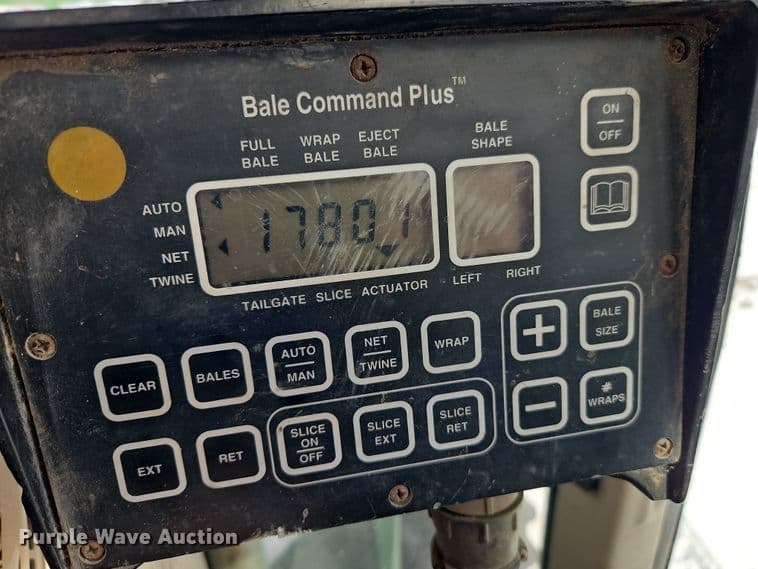 Bale Command Plus™
FULL BALE
WRAP BALE
EJECT BALE
BALE SHAPE
ON
OFF
AUTO
MAN
NET
TWINE
17801
TAILGATE SLICE ACTUATOR
LEFT RIGHT
CLEAR
BALES
AUTO
MAN
NET
TWINE
WRAP
+
BALE
SIZE
EXT
RET
SLICE
ON
OFF
SLICE
EXT
SLICE
RET
-
#
WRAPS
Purple Wave Auction